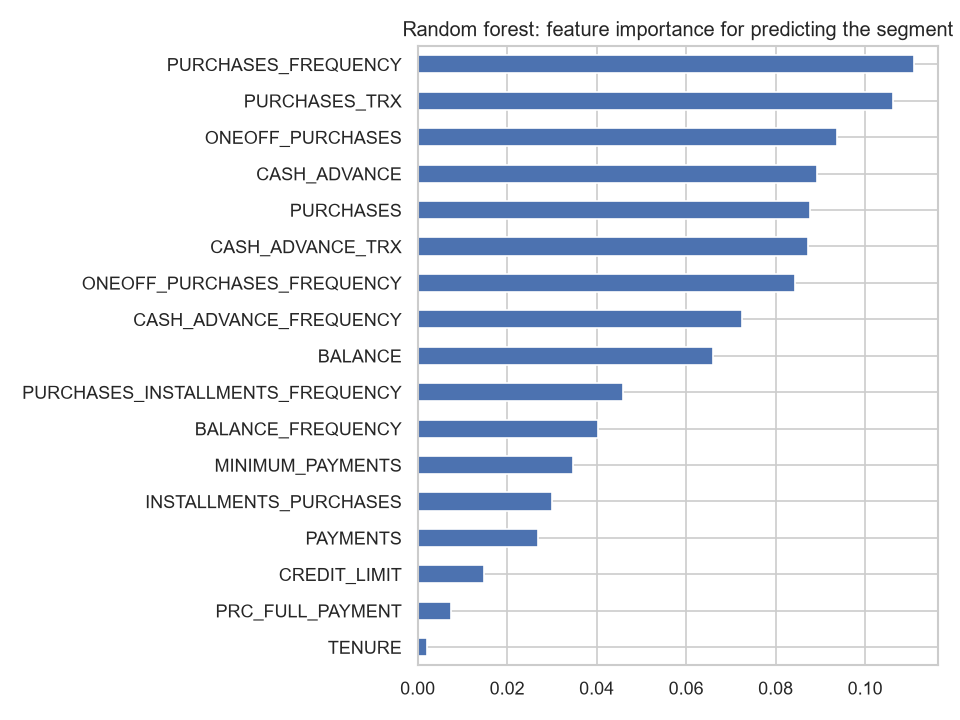 Random forest: feature importance for predicting the segment
PURCHASES_FREQUENCY
PURCHASES_TRX
ONEOFF_PURCHASES
CASH_ADVANCE
PURCHASES
CASH_ADVANCE_TRX
ONEOFF_PURCHASES_FREQUENCY
CASH_ADVANCE_FREQUENCY
BALANCE
PURCHASES_INSTALLMENTS_FREQUENCY
BALANCE_FREQUENCY
MINIMUM_PAYMENTS
INSTALLMENTS_PURCHASES
PAYMENTS
CREDIT_LIMIT
PRC_FULL_PAYMENT
TENURE
0.00 0.02 0.04 0.06 0.08 0.10